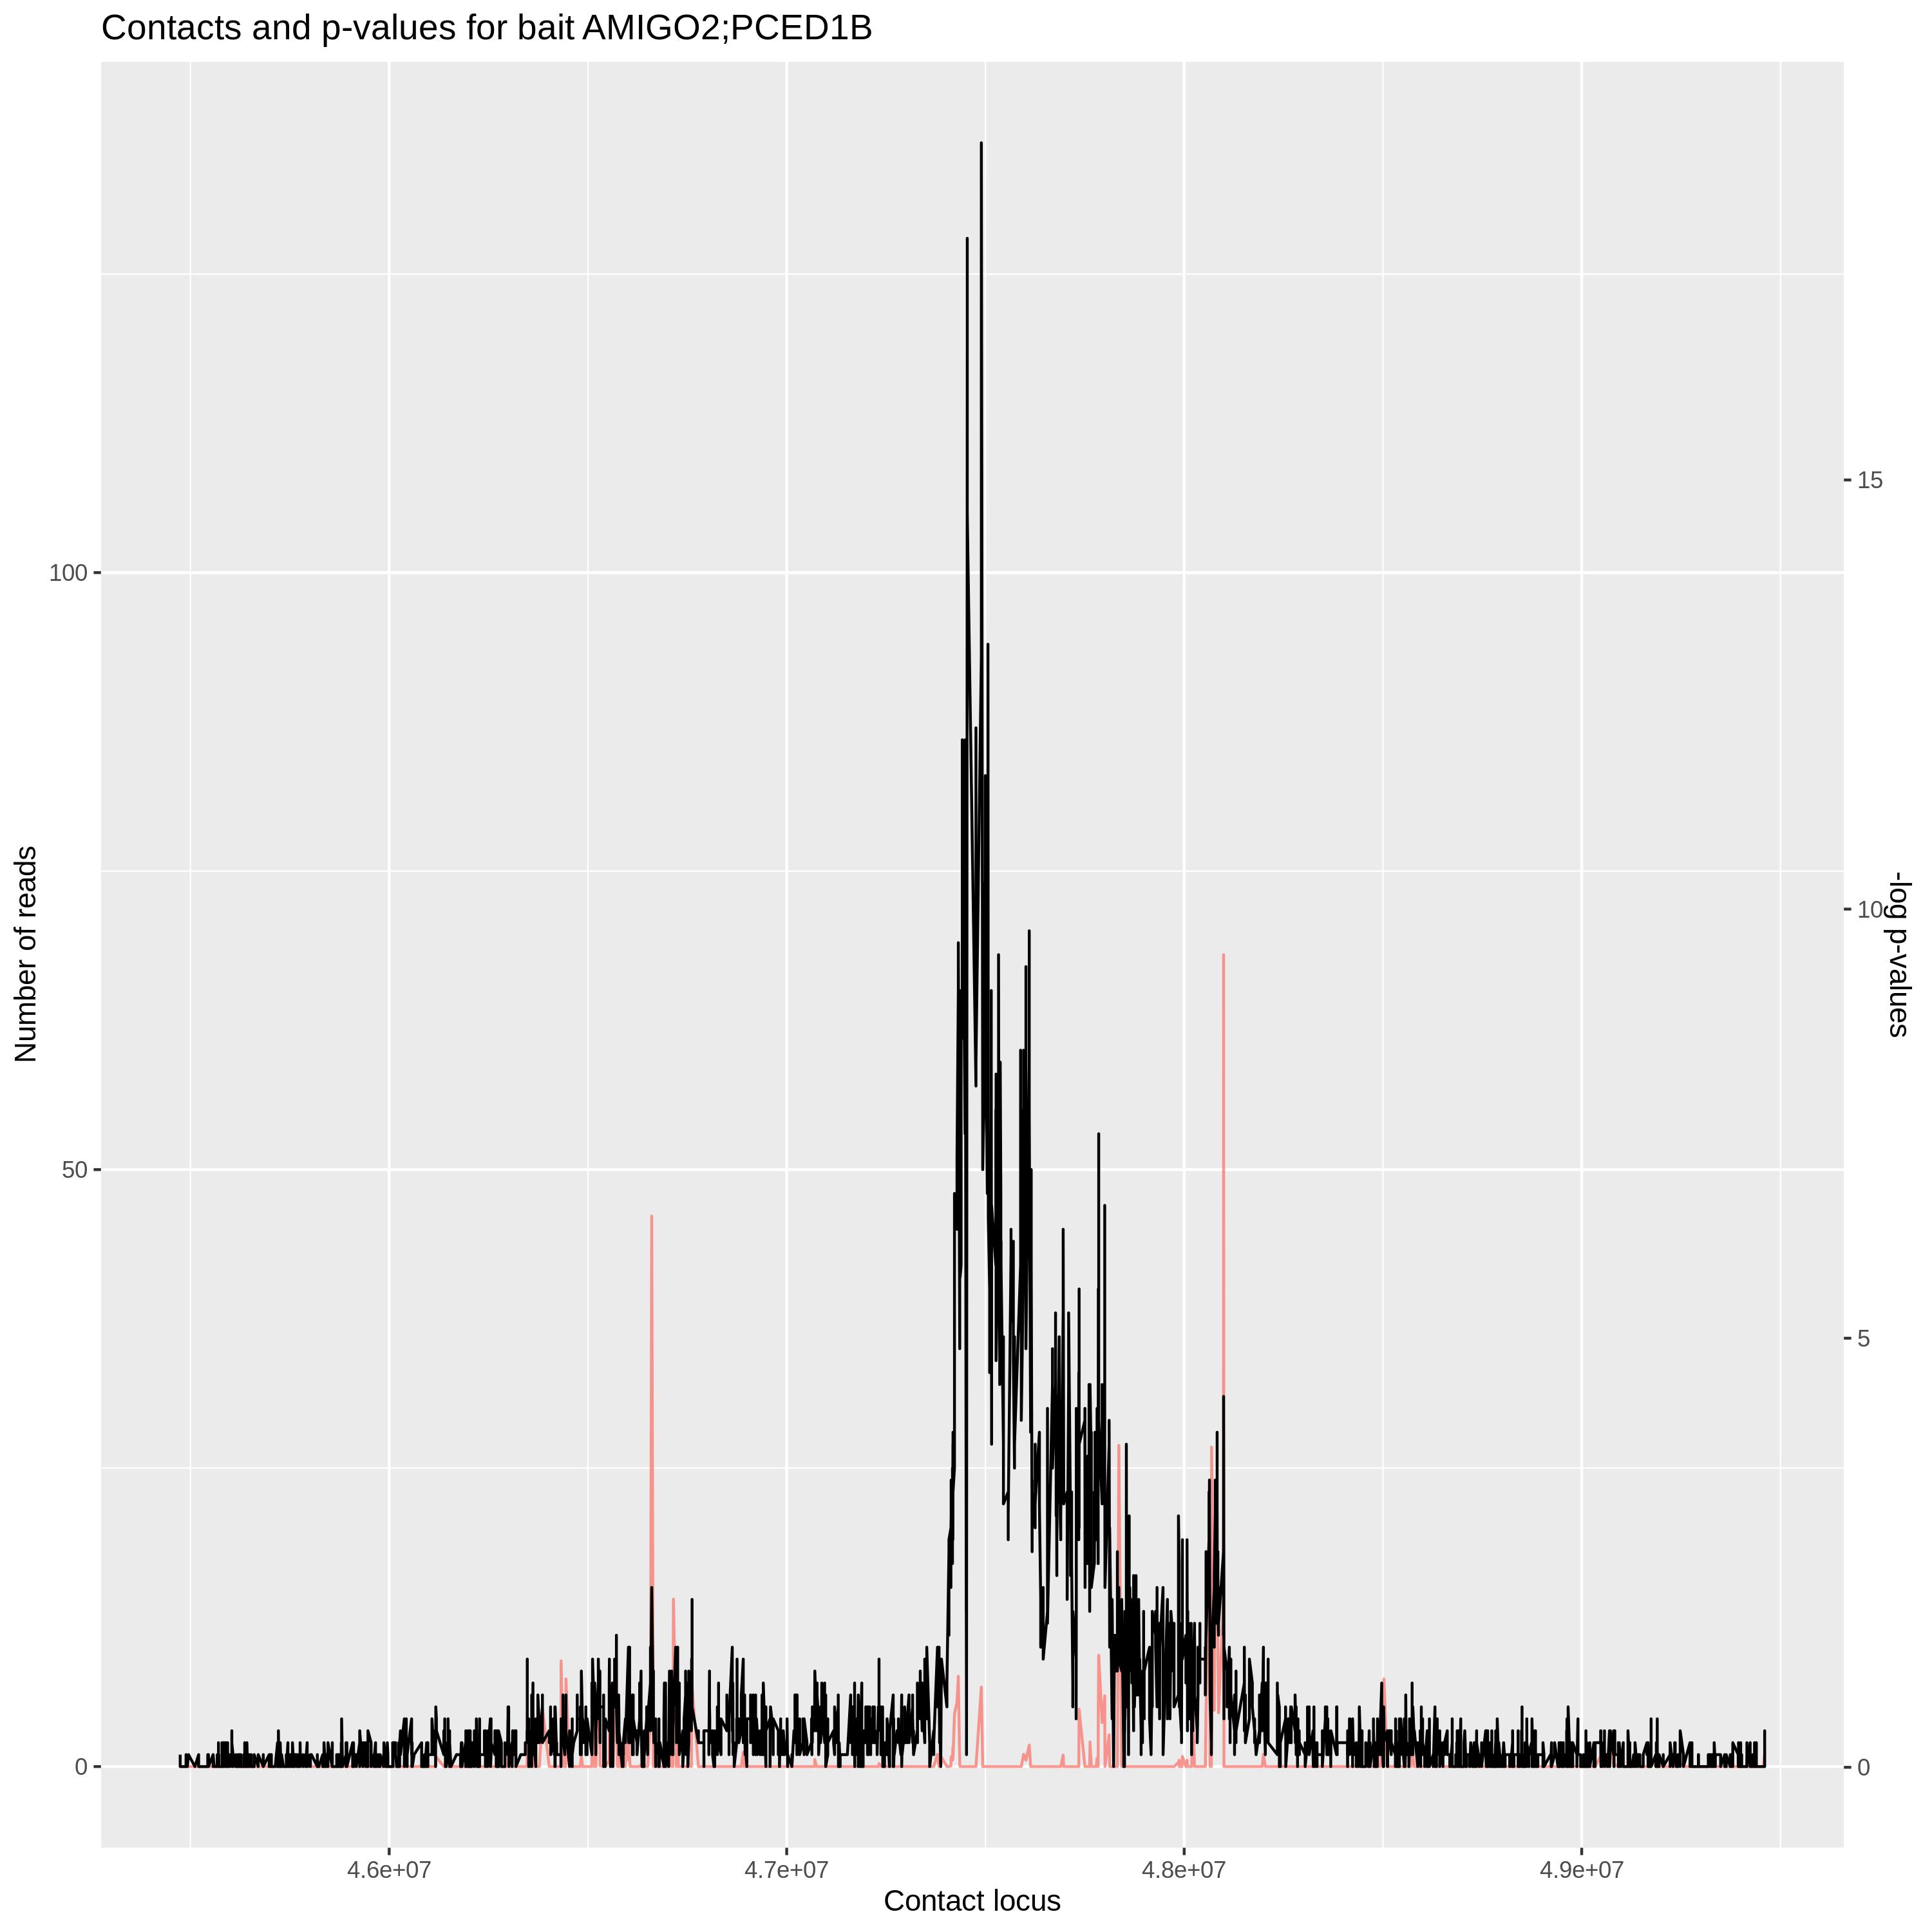 Contacts and p-values for bait AMIGO2;PCED1B
Number of reads
100
50
0
15
10
5
0
-log p-values
4.6e+07 4.7e+07 4.8e+07 4.9e+07
Contact locus